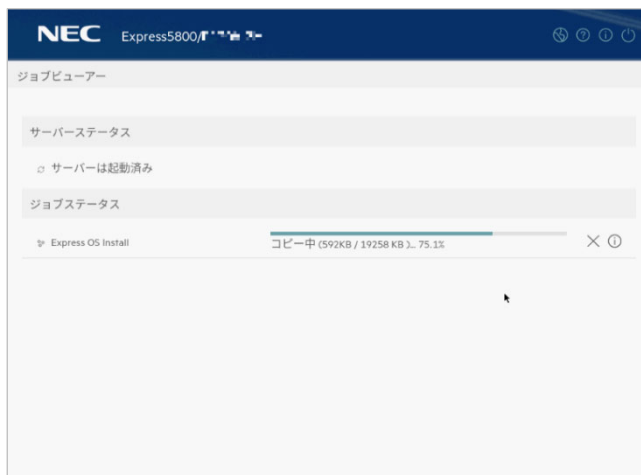 NEC Express5800/
ジョブビューアー
サーバーステータス
サーバーは起動済み
ジョブステータス
Express OS Install
コピー中 (592KB / 19258 KB )... 75.1%